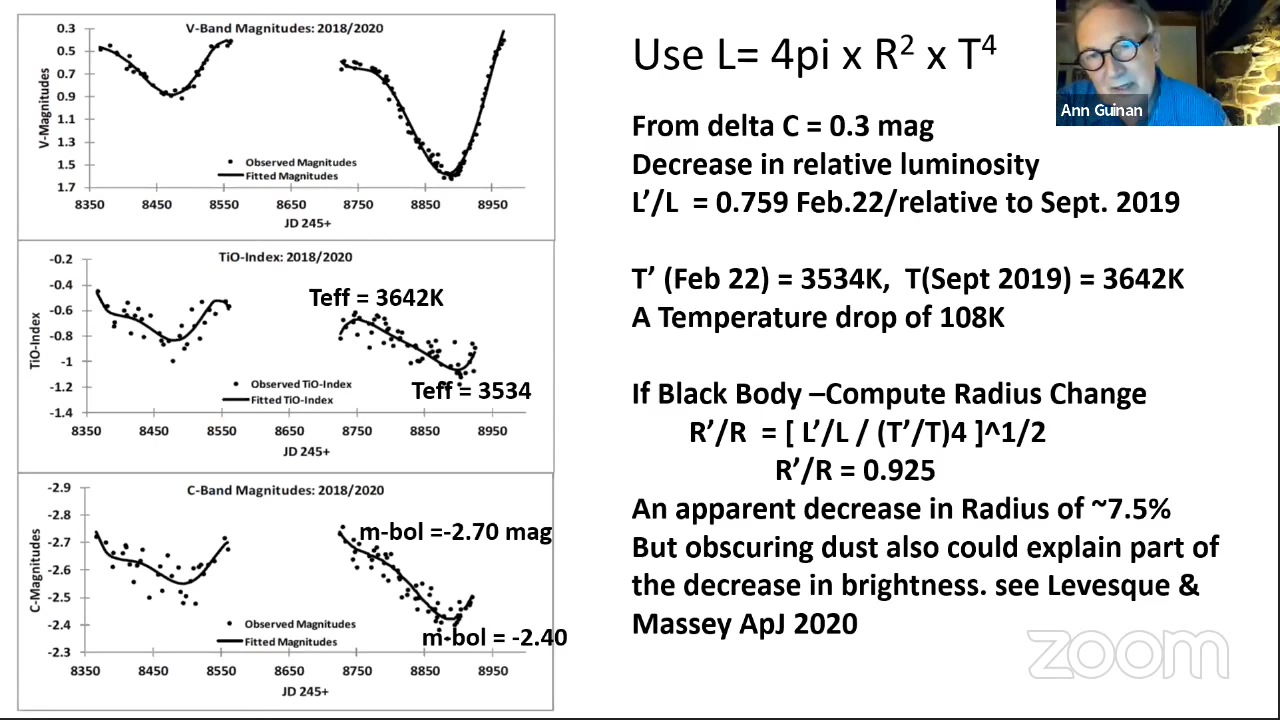 V-Band Magnitudes: 2018/2020
V-Magnitudes
0.3
0.5
0.7
0.9
1.1
1.3
1.5
1.7
Observed Magnitudes
Fitted Magnitudes
8350 8450 8550 8650 8750 8850 8950
JD 245+
TiO-Index: 2018/2020
TiO-Index
-0.2
-0.4
-0.6
-0.8
-1
-1.2
-1.4
Teff = 3642K
Teff = 3534
Observed TiO-Index
Fitted TiO-Index
8350 8450 8550 8650 8750 8850 8950
JD 245+
C-Band Magnitudes: 2018/2020
C-Magnitudes
-2.9
-2.8
-2.7
-2.6
-2.5
-2.4
-2.3
m-bol =-2.70 mag
m-bol = -2.40
Observed Magnitudes
Fitted Magnitudes
8350 8450 8550 8650 8750 8850 8950
JD 245+
Use L= 4pi x R² x T⁴
From delta C = 0.3 mag
Decrease in relative luminosity
L’/L = 0.759 Feb.22/relative to Sept. 2019
T’ (Feb 22) = 3534K, T(Sept 2019) = 3642K
A Temperature drop of 108K
If Black Body –Compute Radius Change
R’/R = [ L’/L / (T’/T)4 ]^1/2
R’/R = 0.925
An apparent decrease in Radius of ~7.5%
But obscuring dust also could explain part of
the decrease in brightness. see Levesque &
Massey ApJ 2020
Ann Guinan
zoom